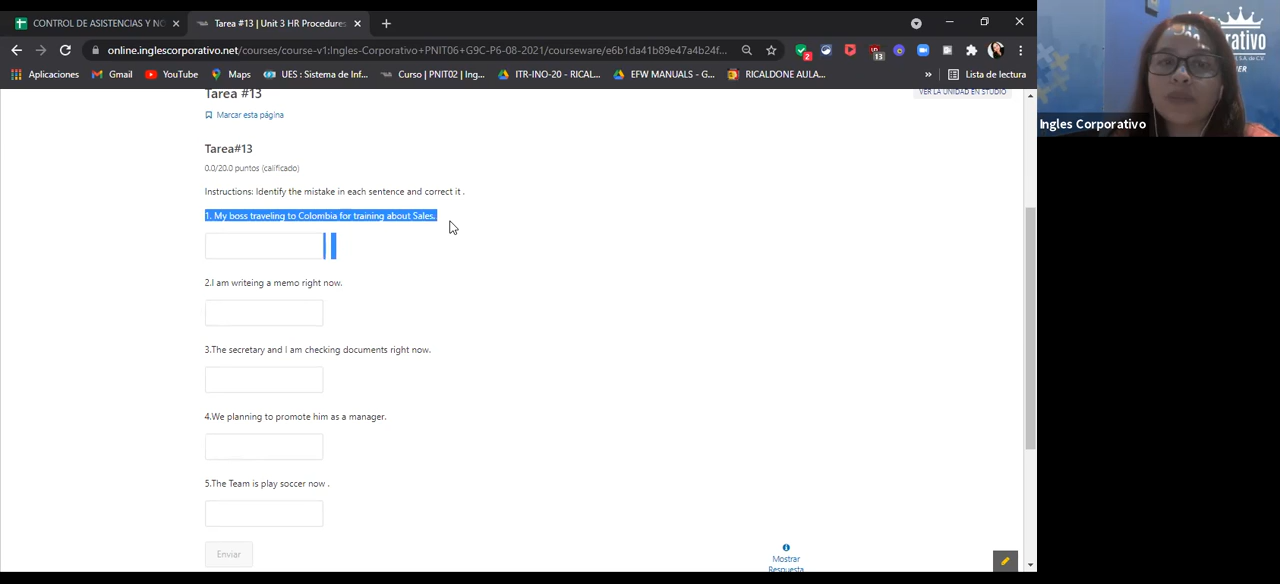 CONTROL DE ASISTENCIAS Y NO
Tarea #13 | Unit 3 HR Procedures
online.inglescorporativo.net/courses/course-v1:Ingles-Corporativo+PNIT06+G9C-P6-08-2021/courseware/e6b1da41b89e47a4b24f...
2
13
Aplicaciones
Gmail
YouTube
Maps
UES : Sistema de Inf...
Curso | PNIT02 | Ing...
ITR-INO-20 - RICAL...
EFW MANUALS - G...
RICALDONE AULA...
»
Lista de lectura
Tarea #13
VER LA UNIDAD EN STUDIO
Marcar esta página
Tarea#13
0.0/20.0 puntos (calificado)
Instructions: Identify the mistake in each sentence and correct it .
1. My boss traveling to Colombia for training about Sales.
2.I am writeing a memo right now.
3.The secretary and I am checking documents right now.
4.We planning to promote him as a manager.
5.The Team is play soccer now .
Enviar
Mostrar
Respuesta
Ingles Corporativo